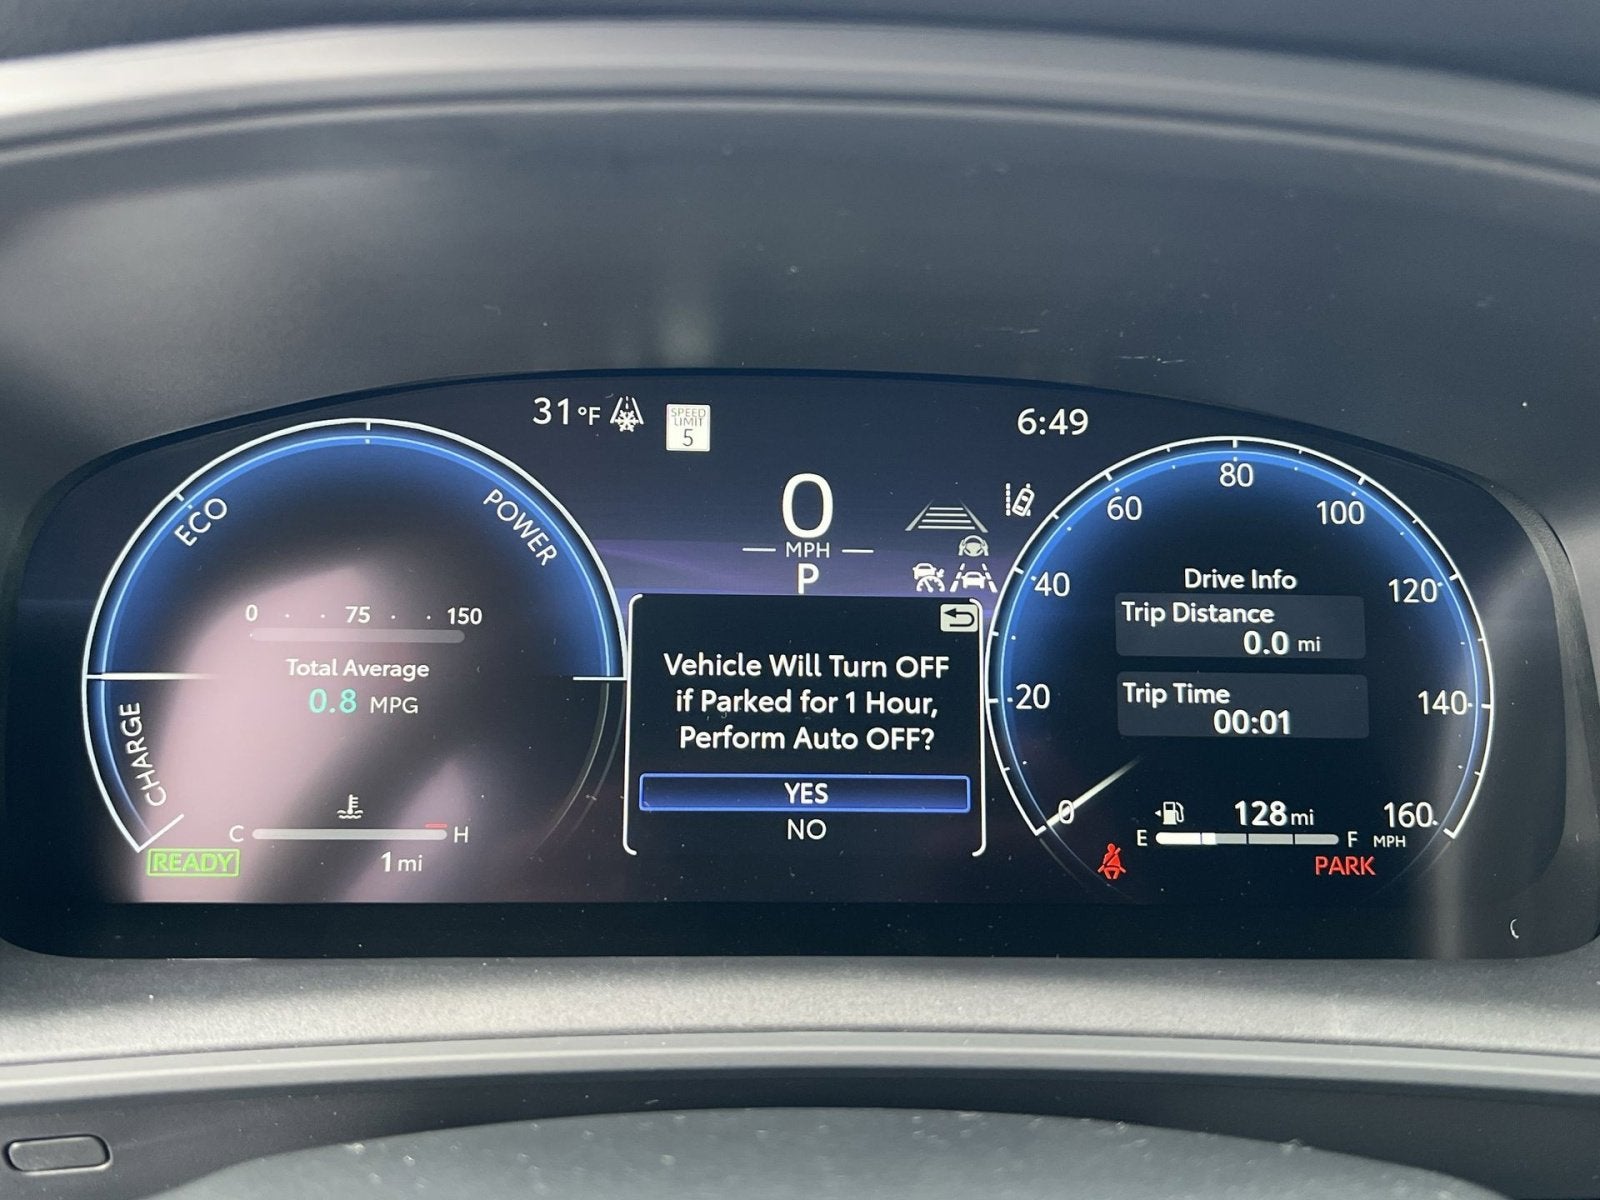 31 °F
SPEED
LIMIT
5
6:49
0
MPH
P
ECO
POWER
CHARGE
0 75 150
Total Average
0.8 MPG
C H
READY
1 mi
Vehicle Will Turn OFF
if Parked for 1 Hour,
Perform Auto OFF?
YES
NO
0
20
40
60
80
100
120
140
160
MPH
Drive Info
Trip Distance
0.0 mi
Trip Time
00:01
128 mi
E F
PARK